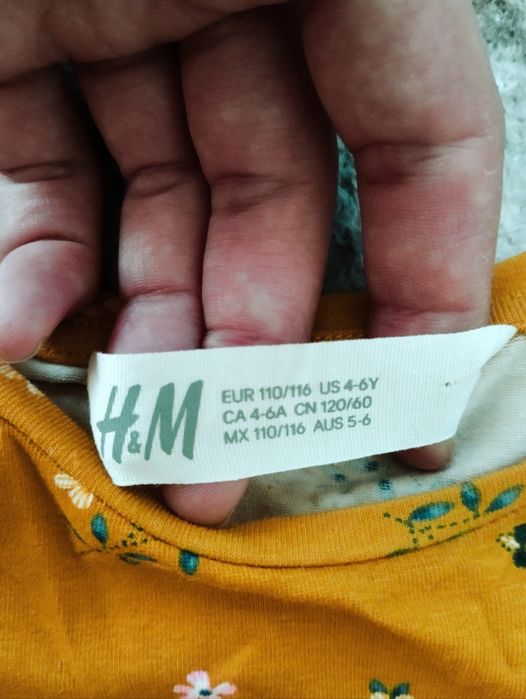 H&M
EUR 110/116 US 4-6Y
CA 4-6A CN 120/60
MX 110/116 AUS 5-6